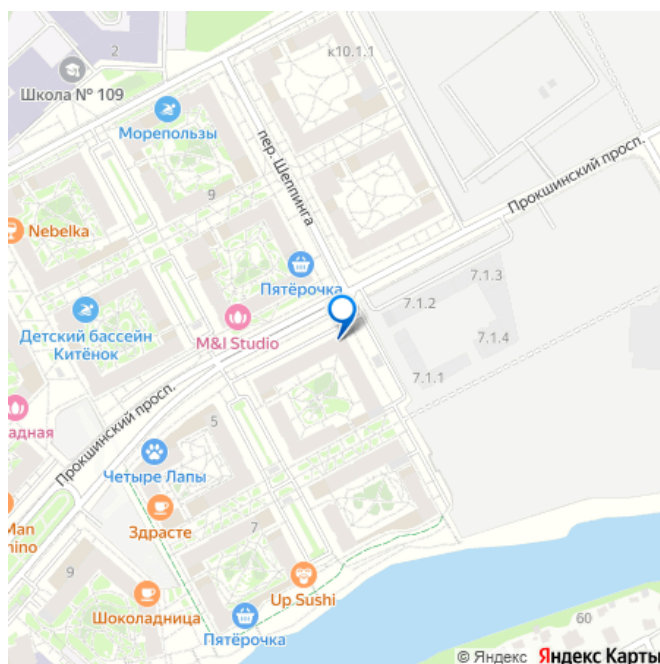 2
к10.1.1
Школа № 109
Морепользы
пер. Шеппинга
Прокшинский просп.
9
Nebelka
Пятёрочка
7.1.3
7.1.2
Детский бассейн
Китёнок
M&I Studio
7.1.4
7.1.1
адная
Прокшинский просп.
5
Четыре Лапы
Man
nino
Здрасте
7
9
Up Sushi
Шоколадница
Пятёрочка
60
© Яндекс Яндекс Карты